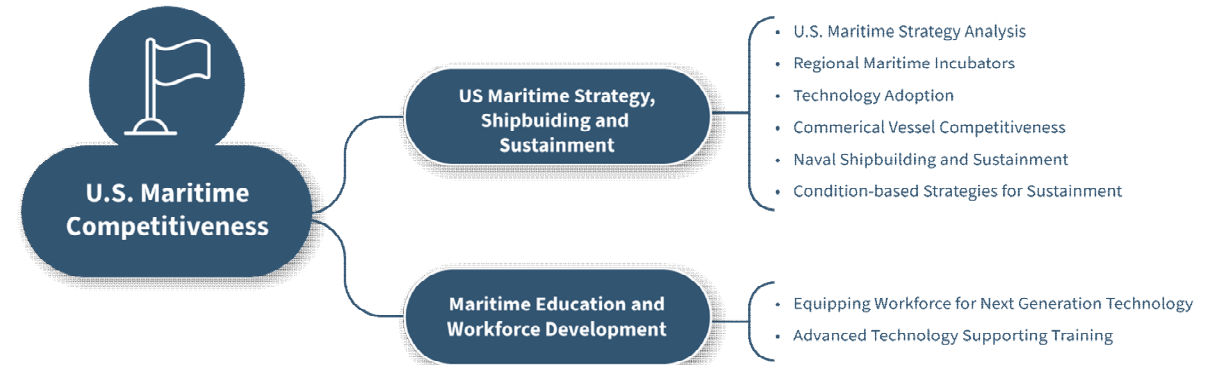 U.S. Maritime
Competitiveness
US Maritime Strategy,
Shipbuiding and
Sustainment
• U.S. Maritime Strategy Analysis
• Regional Maritime Incubators
• Technology Adoption
• Commerical Vessel Competitiveness
• Naval Shipbuilding and Sustainment
• Condition-based Strategies for Sustainment
Maritime Education and
Workforce Development
• Equipping Workforce for Next Generation Technology
• Advanced Technology Supporting Training